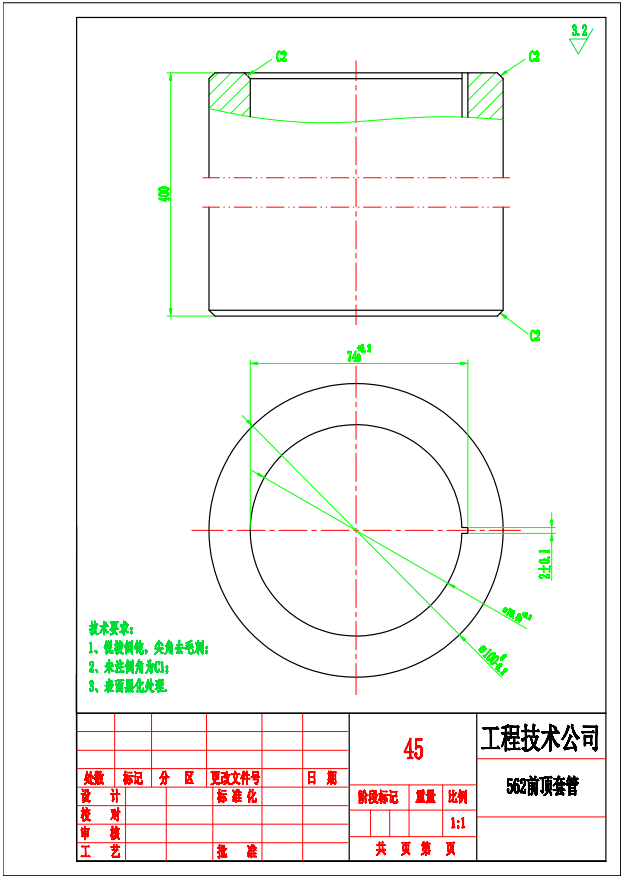 3.2
C2
C2
400
C2
74
2±0.1
技术要求:
1、锐棱倒钝，尖角去毛刺;
2、未注倒角为C1;
3、表面黑化处理.
45
工程技术公司
562前顶套管
处数 标记 分 区 更改文件号 日 期
设 计 标 准 化
阶段标记 重量 比例
校 对
1:1
审 核
工 艺 批 准
共 页 第 页